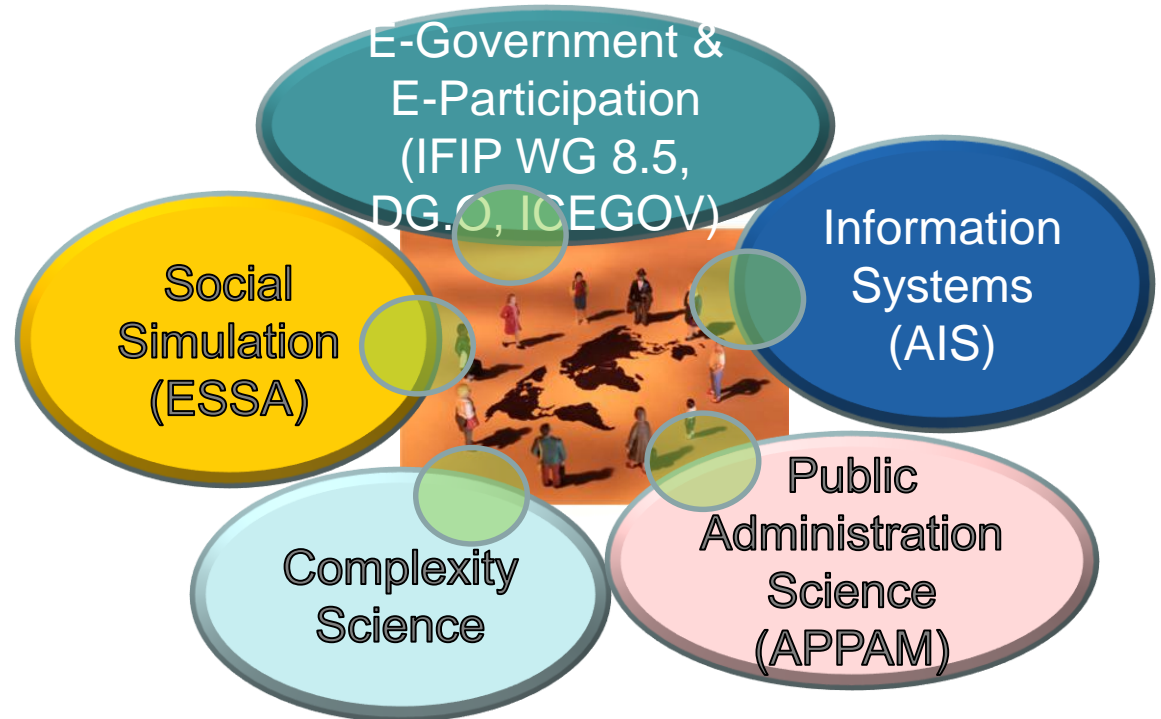 E-Government &
E-Participation
(IFIP WG 8.5,
DG.O, ICEGOV)
Information
Systems
(AIS)
Social
Simulation
(ESSA)
Public
Administration
Science
(APPAM)
Complexity
Science